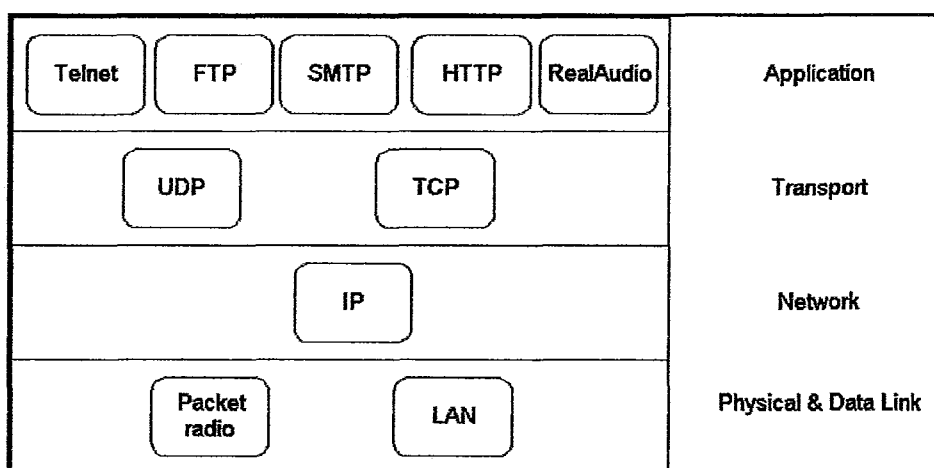 Telnet FTP SMTP HTTP RealAudio Application
UDP TCP Transport
IP Network
Packet radio LAN Physical & Data Link